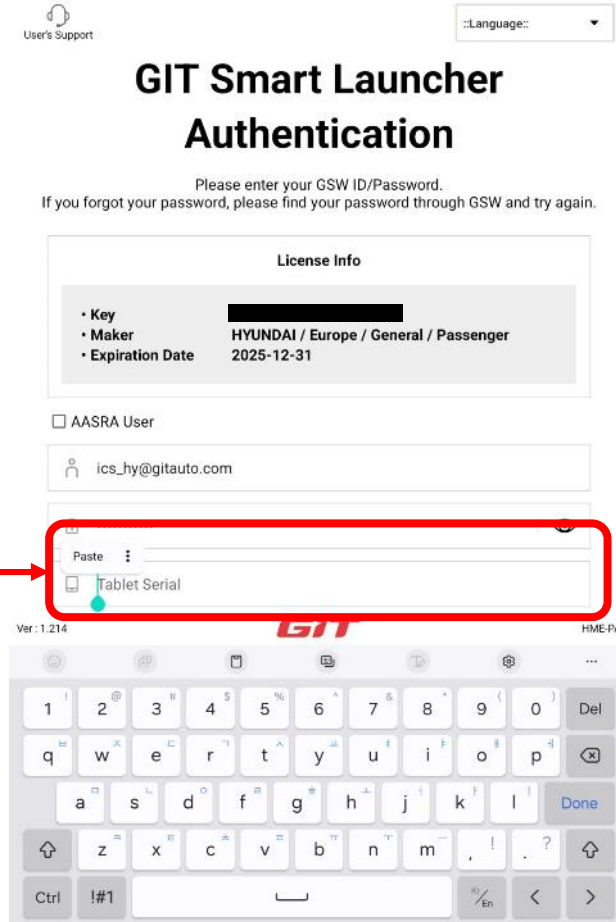 User's Support
::Language::
GIT Smart Launcher
Authentication
Please enter your GSW ID/Password.
If you forgot your password, please find your password through GSW and try again.
License Info
• Key
• Maker HYUNDAI / Europe / General / Passenger
• Expiration Date 2025-12-31
AASRA User
ics_hy@gitauto.com
Paste
Tablet Serial
Ver : 1.214 GIT HME-P
1 ! 2 @ 3 # 4 $ 5 % 6 ^ 7 & 8 * 9 ( 0 ) Del
q ㅂ w ㅈ e ㄷ r ㄱ t ㅅ y ㅛ u ㅕ i ㅑ o ㅐ p ㅔ
a ㅁ s ㄴ d ㅇ f ㄹ g ㅎ h ㅗ j ㅓ k ㅏ l ㅣ Done
z ㅋ x ㅌ c ㅊ v ㅍ b ㅠ n ㅜ m ㅡ , ! . ?
Ctrl !#1 한/En < >